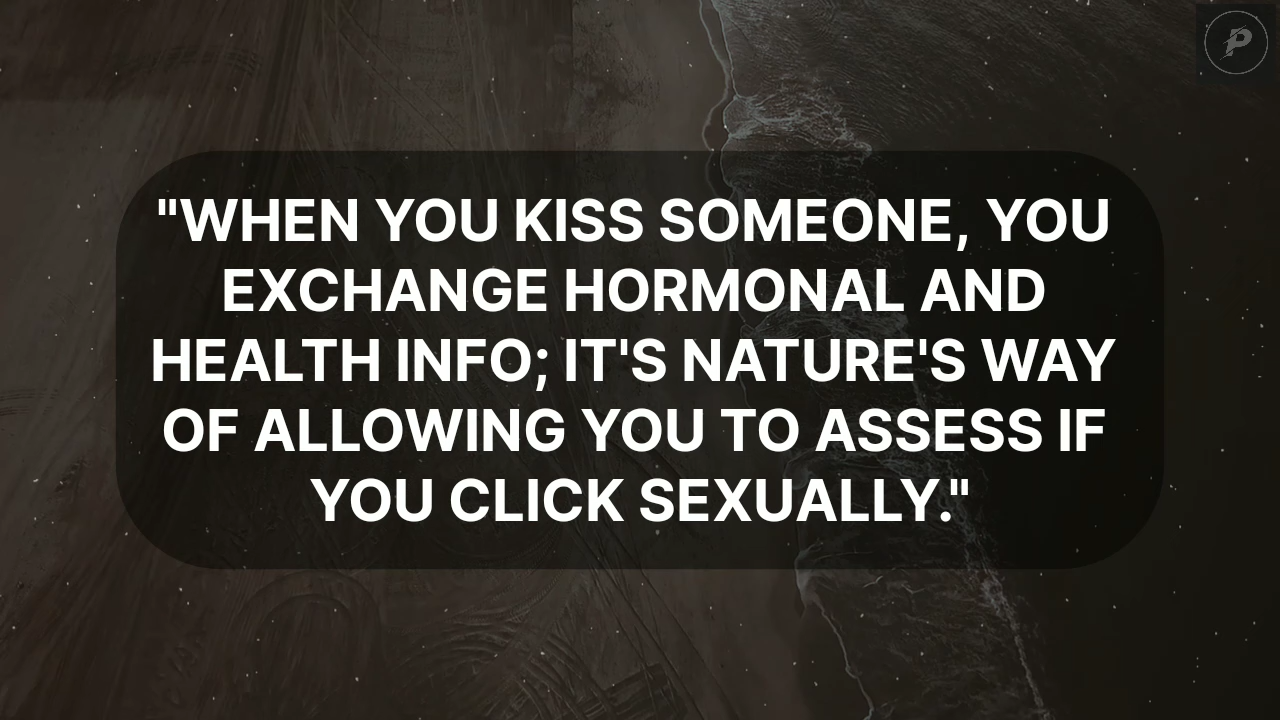 "WHEN YOU KISS SOMEONE, YOU
EXCHANGE HORMONAL AND
HEALTH INFO; IT'S NATURE'S WAY
OF ALLOWING YOU TO ASSESS IF
YOU CLICK SEXUALLY."
P